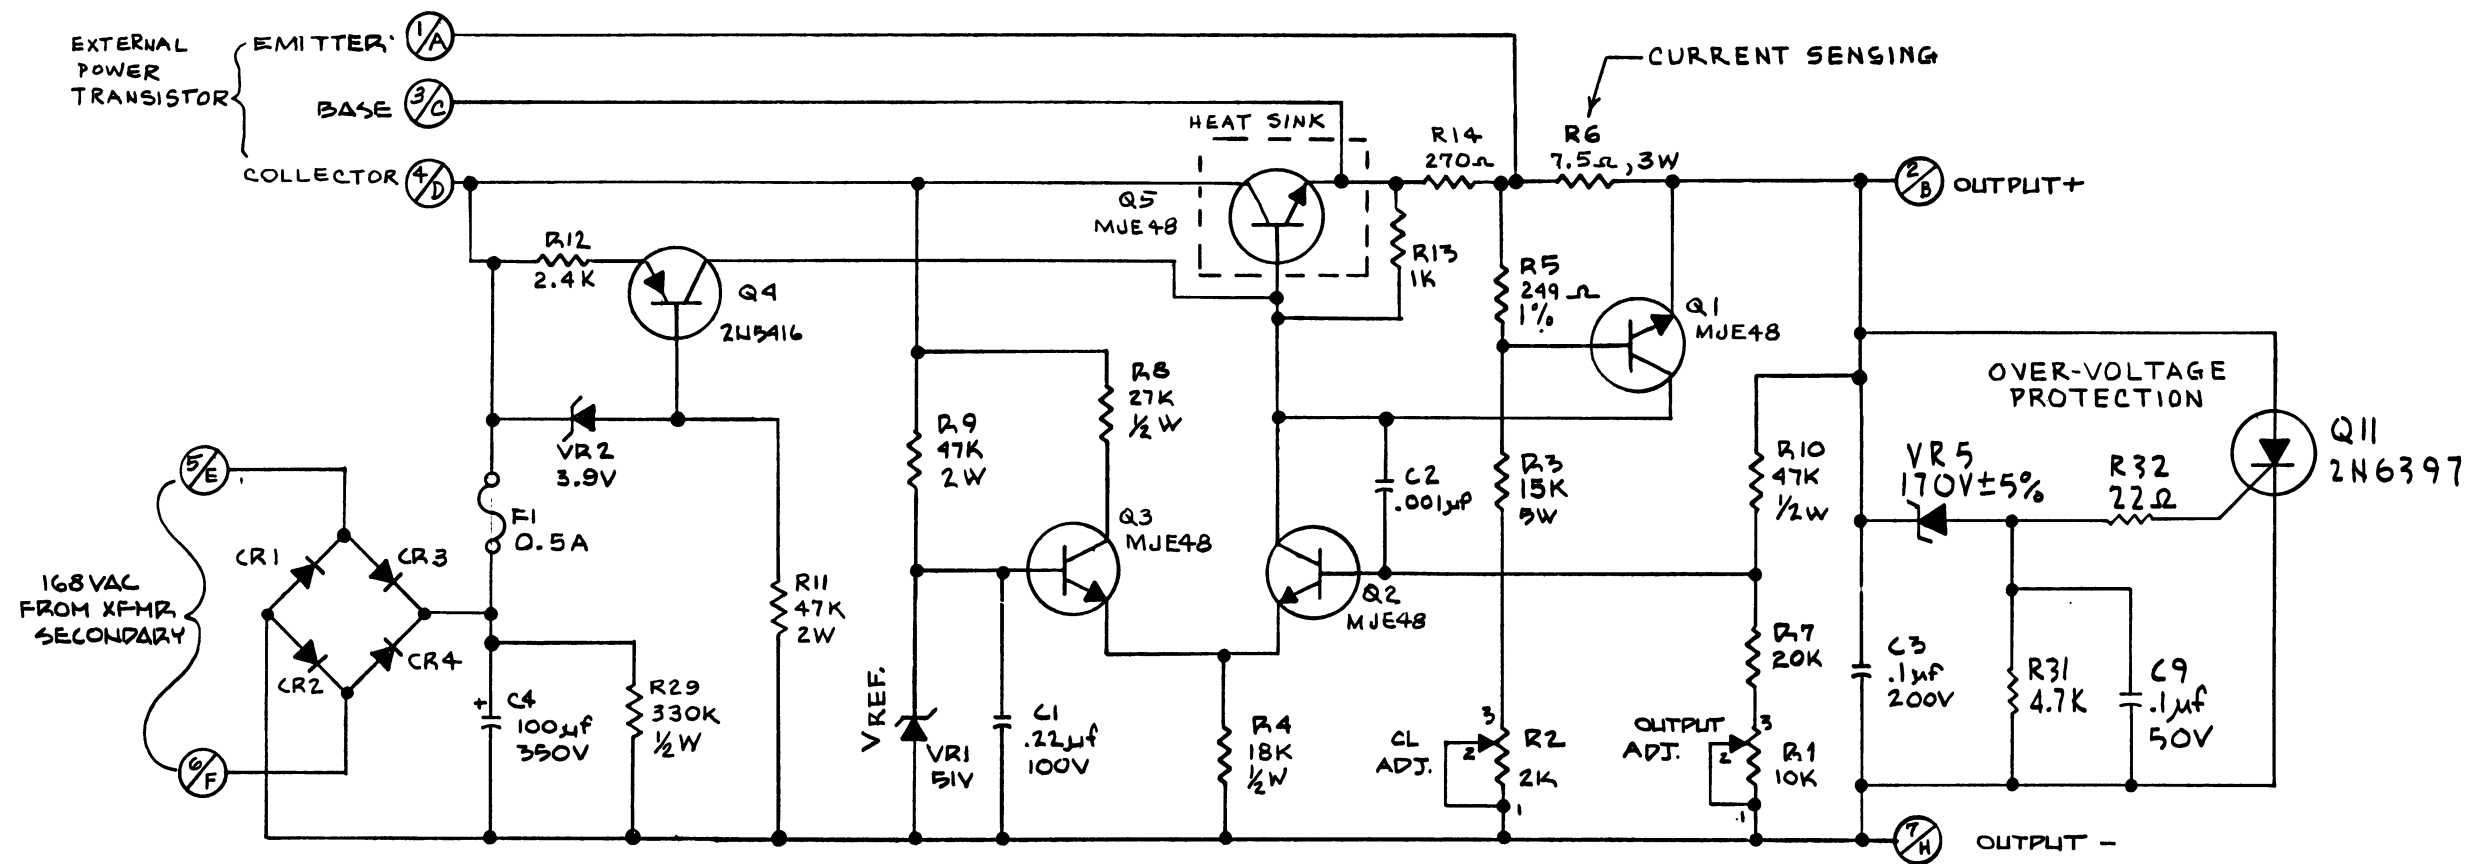 EXTERNAL
POWER
TRANSISTOR
EMITTER
1/A
BASE
3/C
COLLECTOR
4/D
CURRENT SENSING
HEAT SINK
Q5
MJE48
R14
270Ω
R6
7.5Ω, 3W
2/B
OUTPUT+
R12
2.4K
Q4
2N5416
R13
1K
R5
249Ω
1%
Q1
MJE48
OVER-VOLTAGE
PROTECTION
Q11
2N6397
VR2
3.9V
R9
47K
2W
R8
27K
1/2W
C2
.001μf
R3
15K
5W
R10
47K
1/2W
VR5
170V±5%
R32
22Ω
5/E
F1
0.5A
CR1
CR3
168VAC
FROM XFMR
SECONDARY
CR2
CR4
6/F
Q3
MJE48
Q2
MJE48
R11
47K
2W
R29
330K
1/2W
+
C4
100μf
350V
VREF.
VR1
51V
C1
.22μf
100V
R4
18K
1/2W
CL
ADJ.
3
2
1
R2
2K
R7
20K
OUTPUT
ADJ.
3
2
1
R1
10K
C3
.1μf
200V
R31
4.7K
C9
.1μf
50V
7/H
OUTPUT -